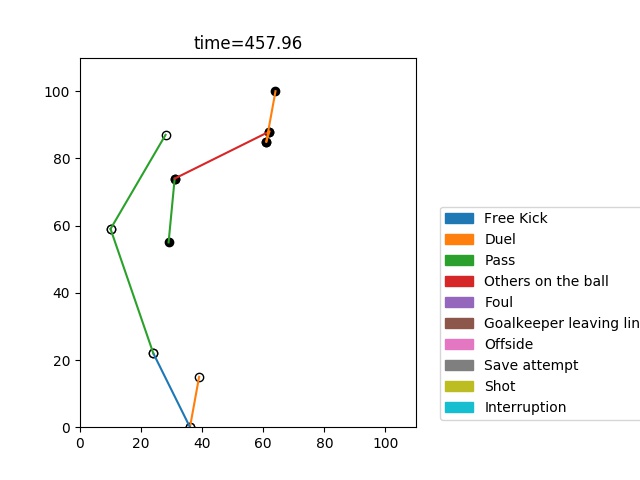 time=457.96
100
80
60
40
20
0
0 20 40 60 80 100
Free Kick
Duel
Pass
Others on the ball
Foul
Goalkeeper leaving lin
Offside
Save attempt
Shot
Interruption